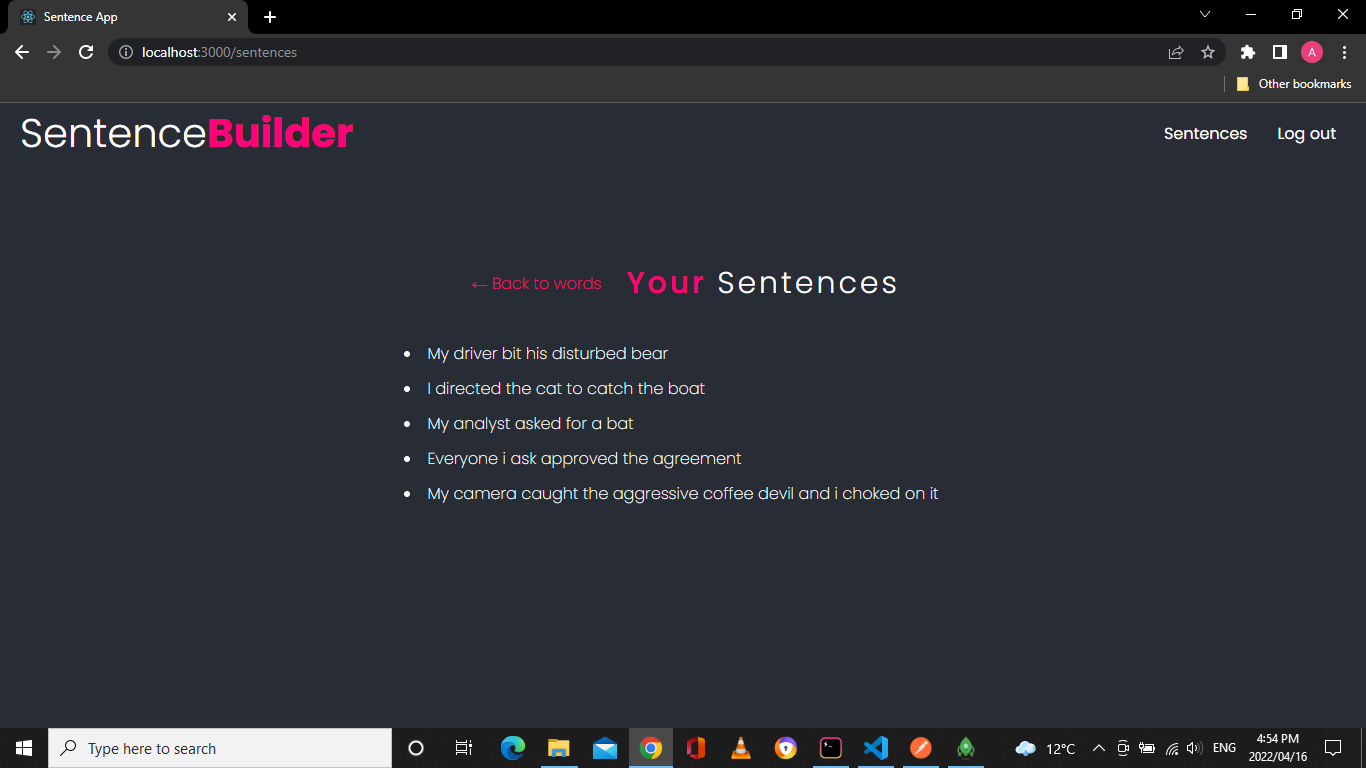 Sentence App
localhost:3000/sentences
A
Other bookmarks
SentenceBuilder
Sentences
Log out
← Back to words
Your Sentences
• My driver bit his disturbed bear
• I directed the cat to catch the boat
• My analyst asked for a bat
• Everyone i ask approved the agreement
• My camera caught the aggressive coffee devil and i choked on it
Type here to search
12°C
ENG
4:54 PM
2022/04/16